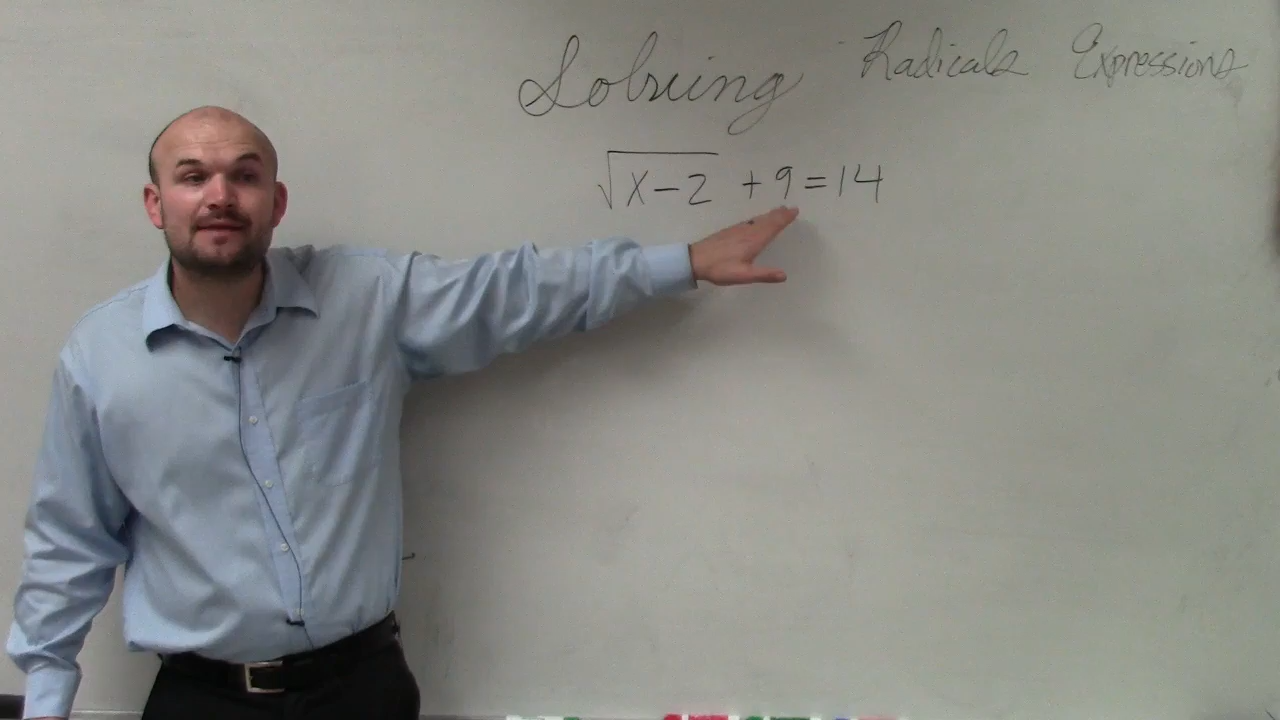 Solving Radicals Expressions
√x-2 + 9 = 14